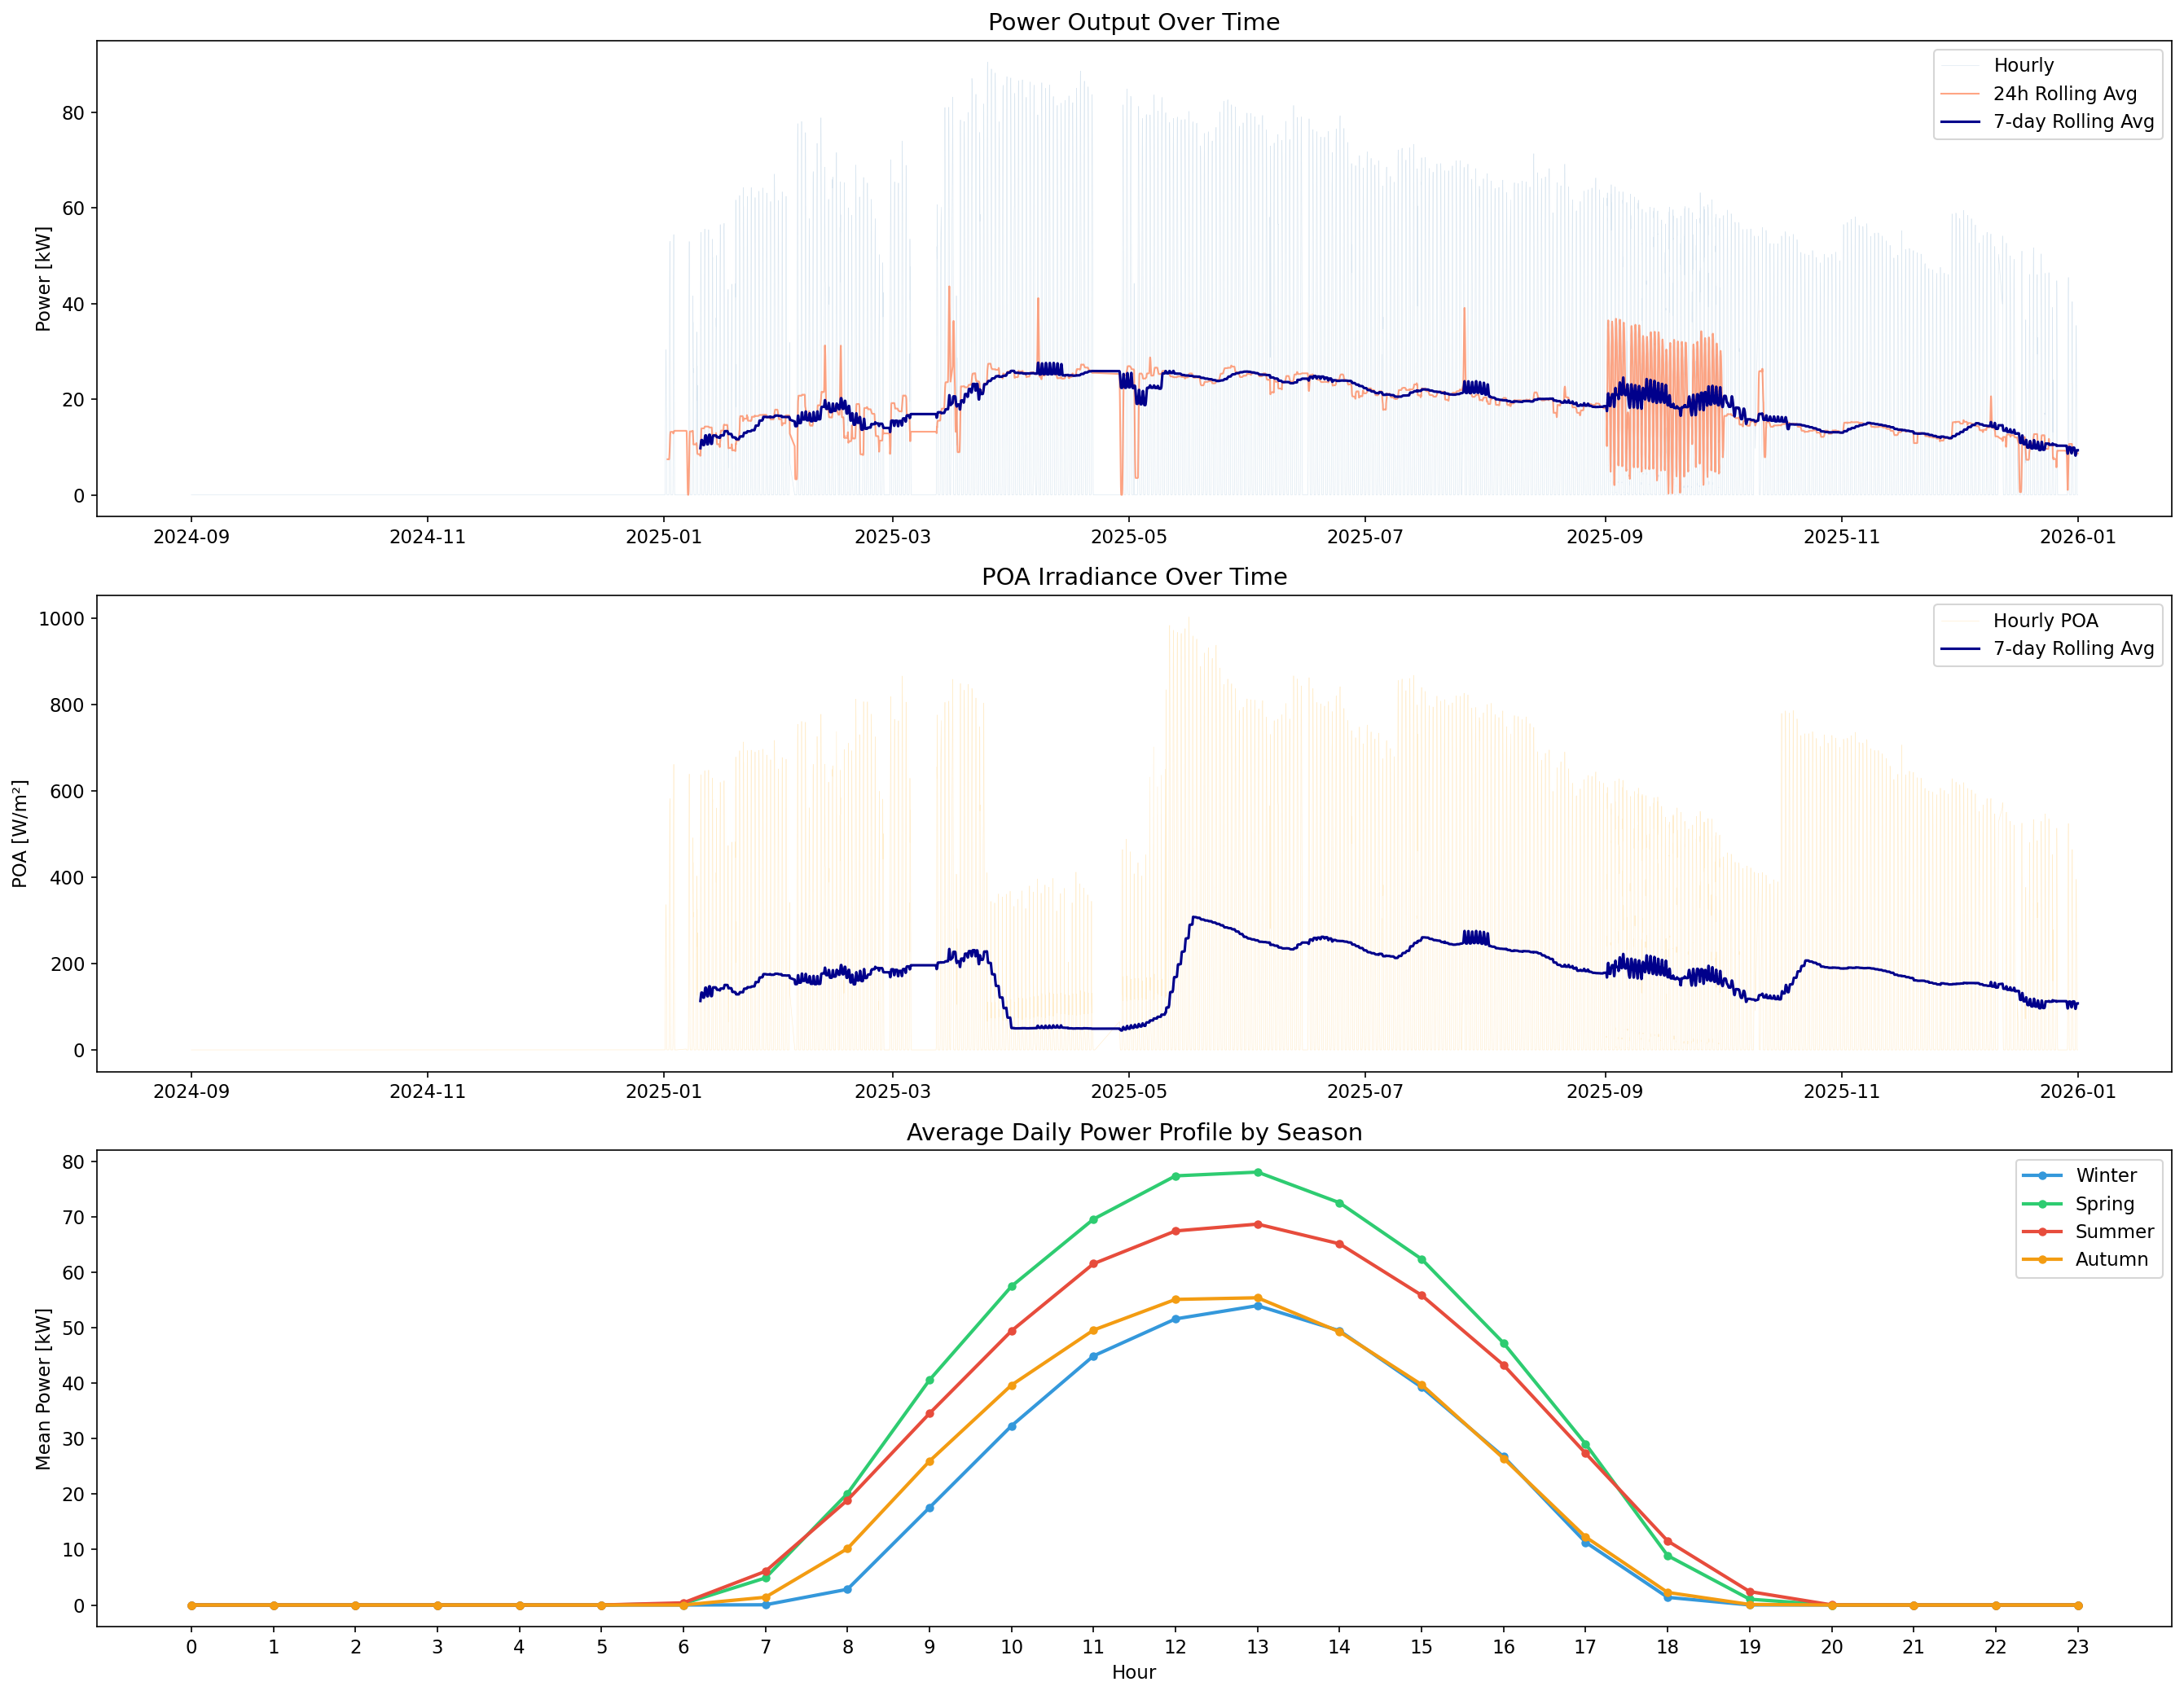 Power Output Over Time
Power [kW]
80
60
40
20
0
Hourly
24h Rolling Avg
7-day Rolling Avg
2024-09 2024-11 2025-01 2025-03 2025-05 2025-07 2025-09 2025-11 2026-01
POA Irradiance Over Time
POA [W/m²]
1000
800
600
400
200
0
Hourly POA
7-day Rolling Avg
2024-09 2024-11 2025-01 2025-03 2025-05 2025-07 2025-09 2025-11 2026-01
Average Daily Power Profile by Season
Mean Power [kW]
80
70
60
50
40
30
20
10
0
Winter
Spring
Summer
Autumn
0 1 2 3 4 5 6 7 8 9 10 11 12 13 14 15 16 17 18 19 20 21 22 23
Hour